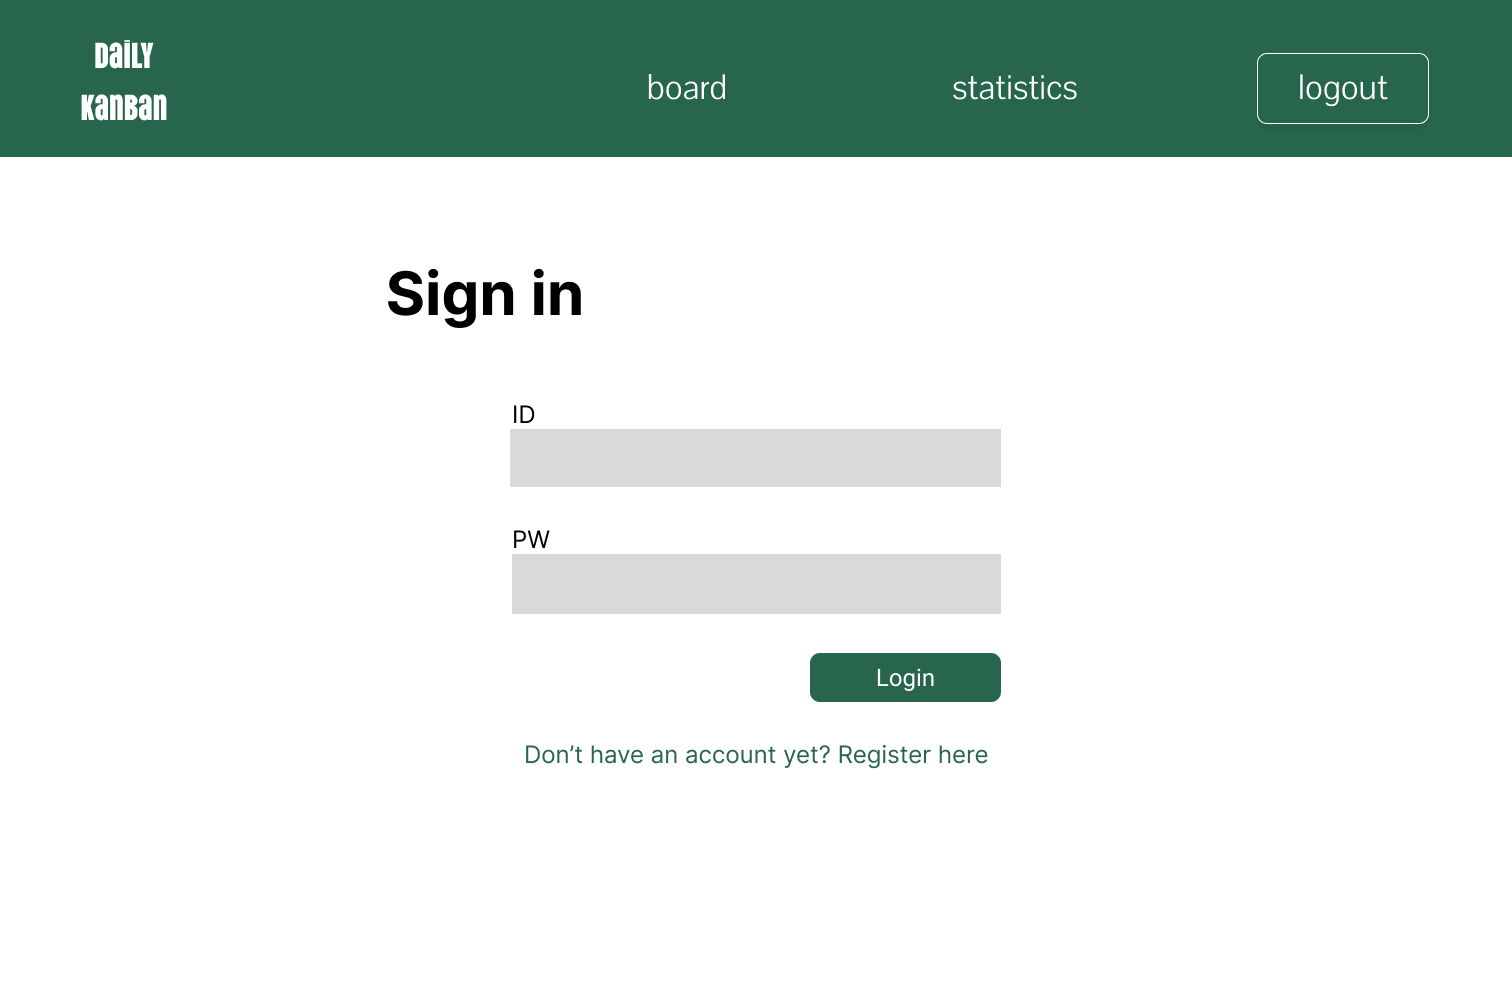 DaiLY
KanBan
board
statistics
logout
Sign in
ID
PW
Login
Don’t have an account yet? Register here